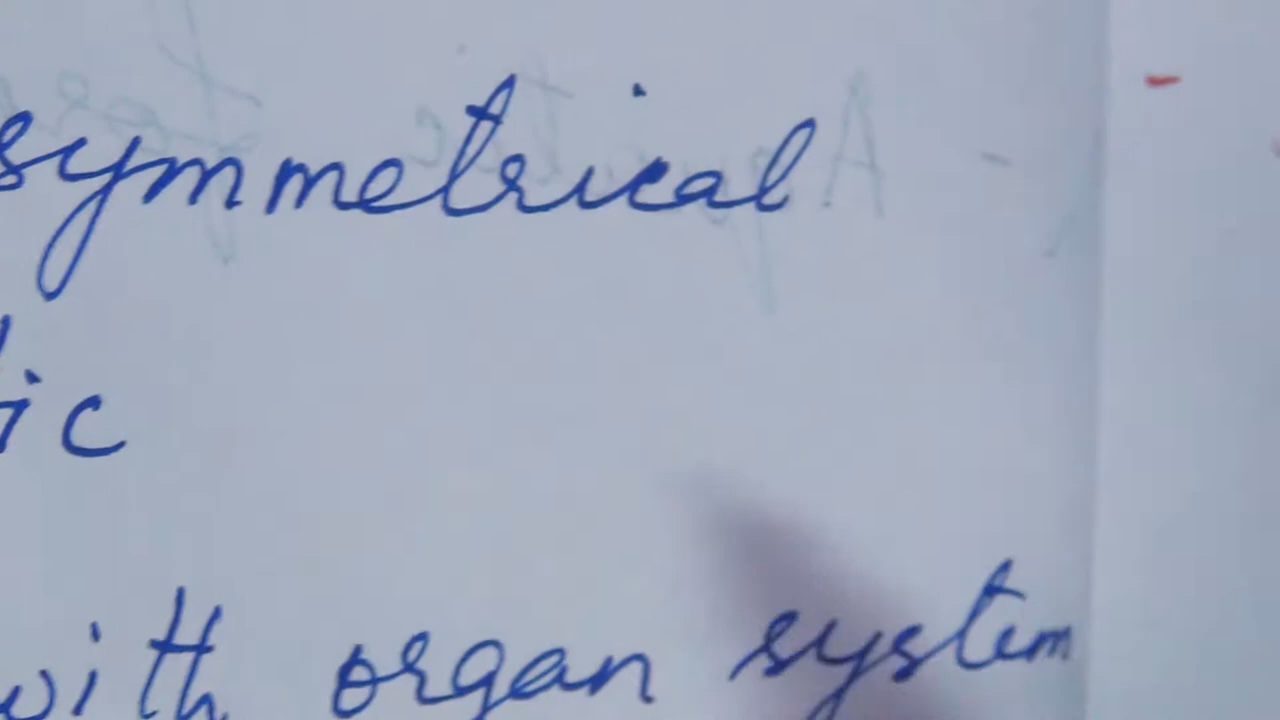 symmetrical
ic
with organ system